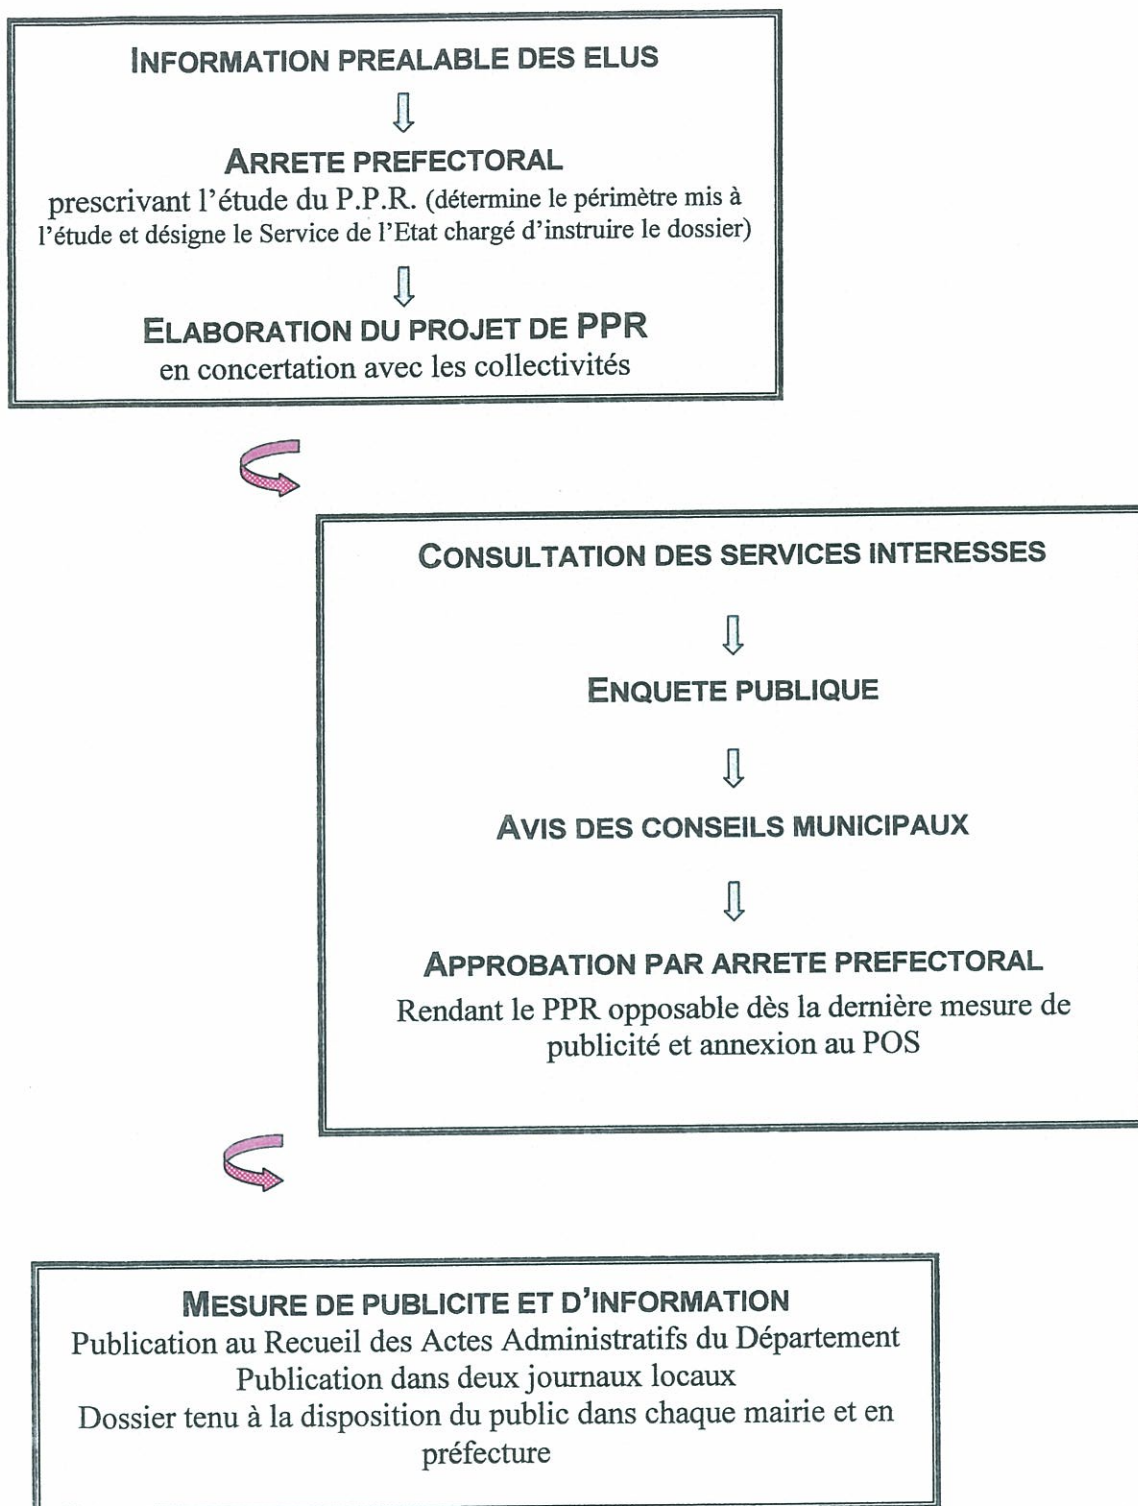 INFORMATION PREALABLE DES ELUS
ARRETE PREFECTORAL
prescrivant l'étude du P.P.R. (détermine le périmètre mis à
l'étude et désigne le Service de l'Etat chargé d'instruire le dossier)
ELABORATION DU PROJET DE PPR
en concertation avec les collectivités
CONSULTATION DES SERVICES INTERESSES
ENQUETE PUBLIQUE
AVIS DES CONSEILS MUNICIPAUX
APPROBATION PAR ARRETE PREFECTORAL
Rendant le PPR opposable dès la dernière mesure de
publicité et annexion au POS
MESURE DE PUBLICITE ET D'INFORMATION
Publication au Recueil des Actes Administratifs du Département
Publication dans deux journaux locaux
Dossier tenu à la disposition du public dans chaque mairie et en
préfecture